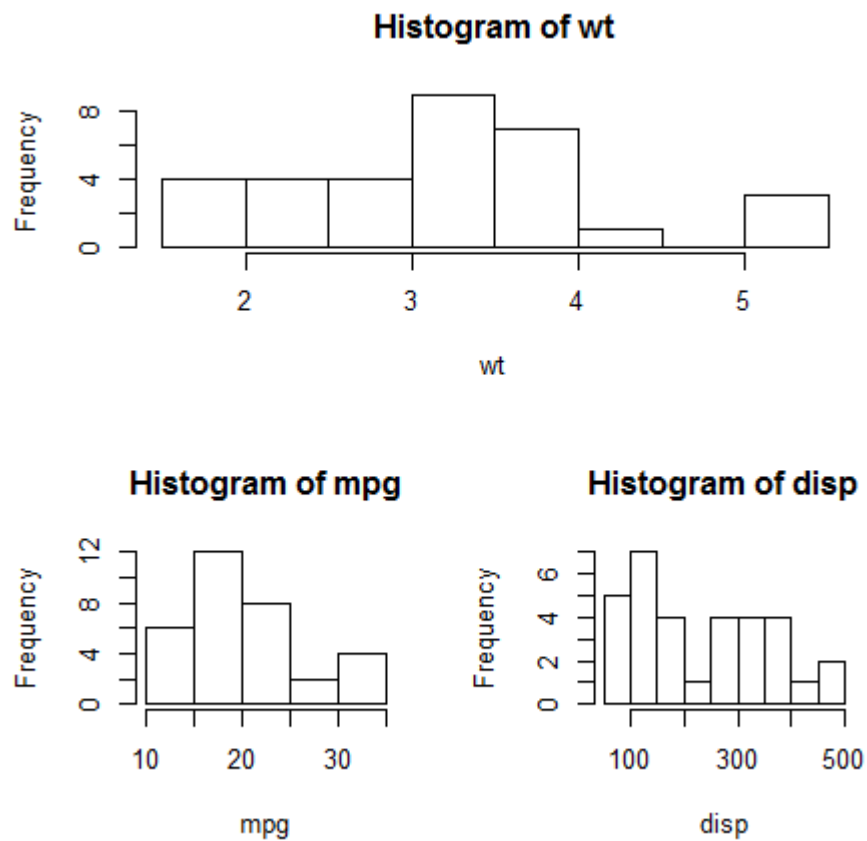 Histogram of wt
Frequency
0 4 8
2 3 4 5
wt
Histogram of mpg
Frequency
0 4 8 12
10 20 30
mpg
Histogram of disp
Frequency
0 2 4 6
100 300 500
disp